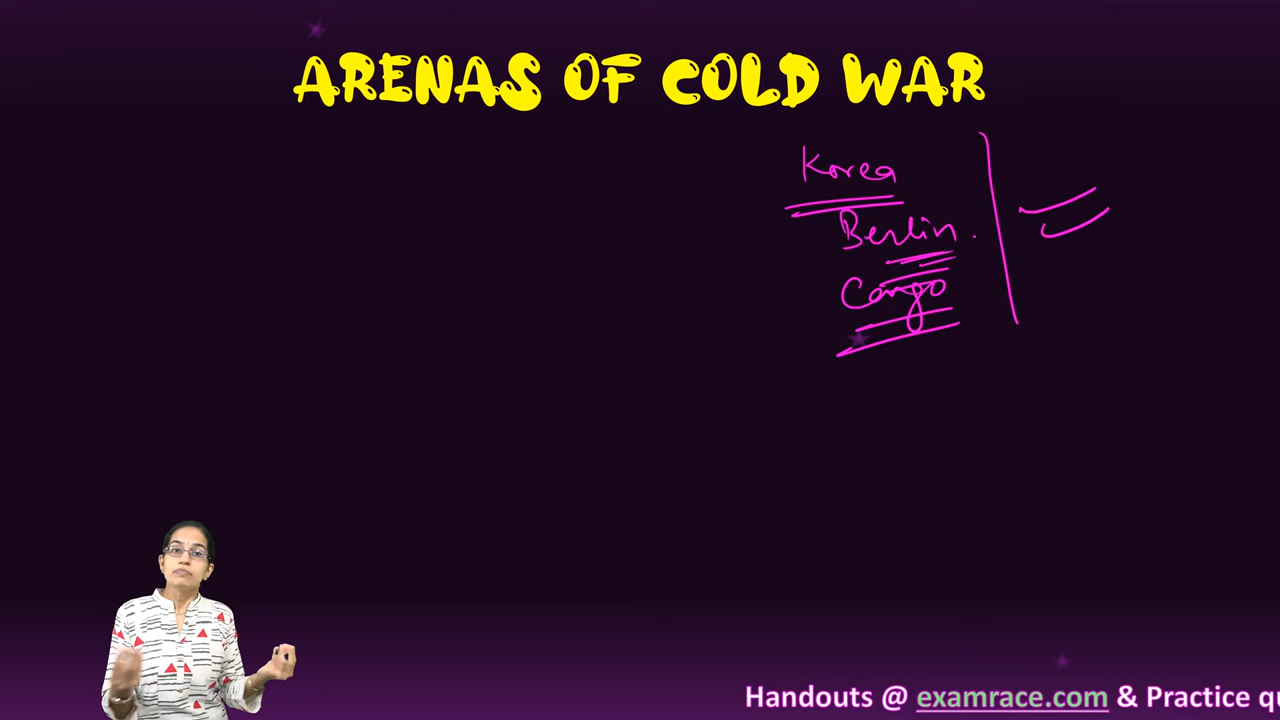 ARENAS OF COLD WAR
Korea
Berlin.
Congo
Handouts @ examrace.com & Practice qu